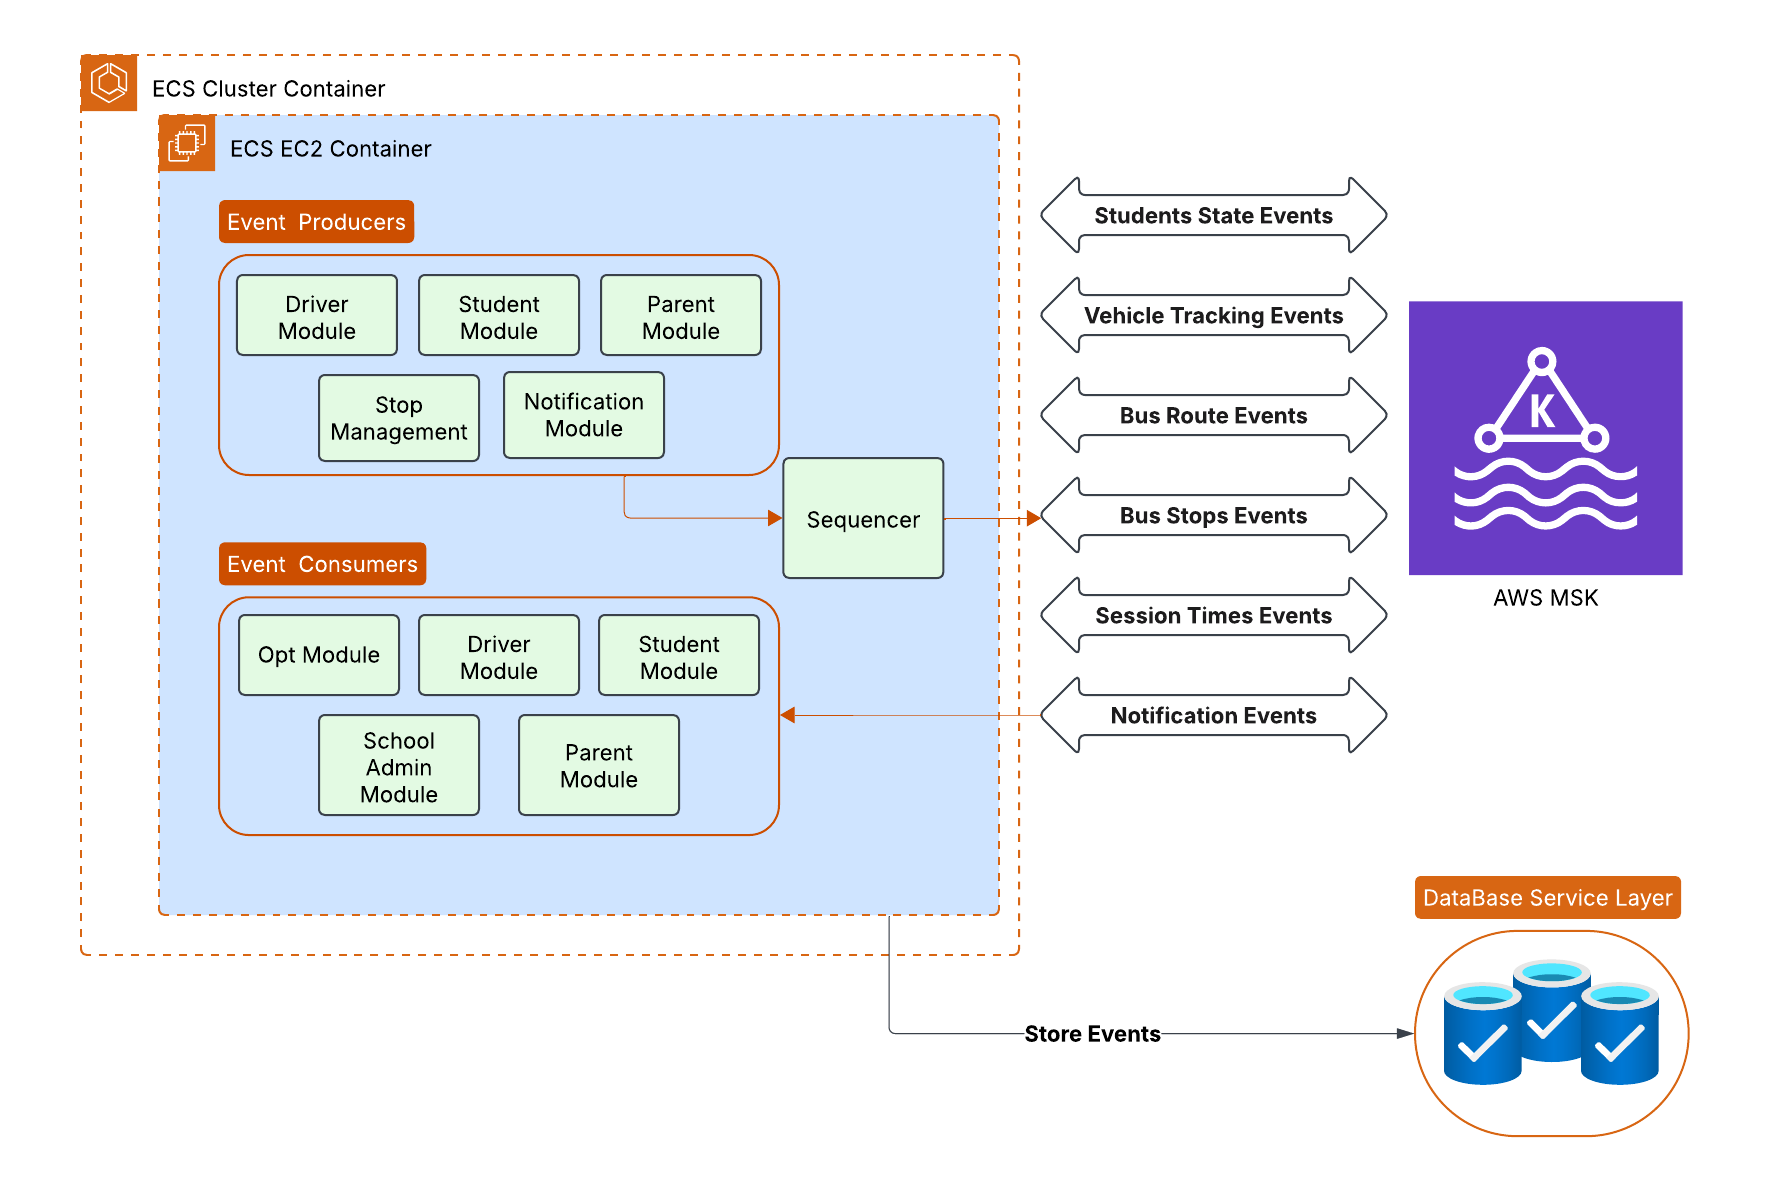 ECS Cluster Container
ECS EC2 Container
Event  Producers
Driver
Module
Student
Module
Parent
Module
Stop
Management
Notification
Module
Sequencer
Event  Consumers
Opt Module
Driver
Module
Student
Module
School
Admin
Module
Parent
Module
Students State Events
Vehicle Tracking Events
Bus Route Events
Bus Stops Events
Session Times Events
Notification Events
K
AWS MSK
DataBase Service Layer
Store Events